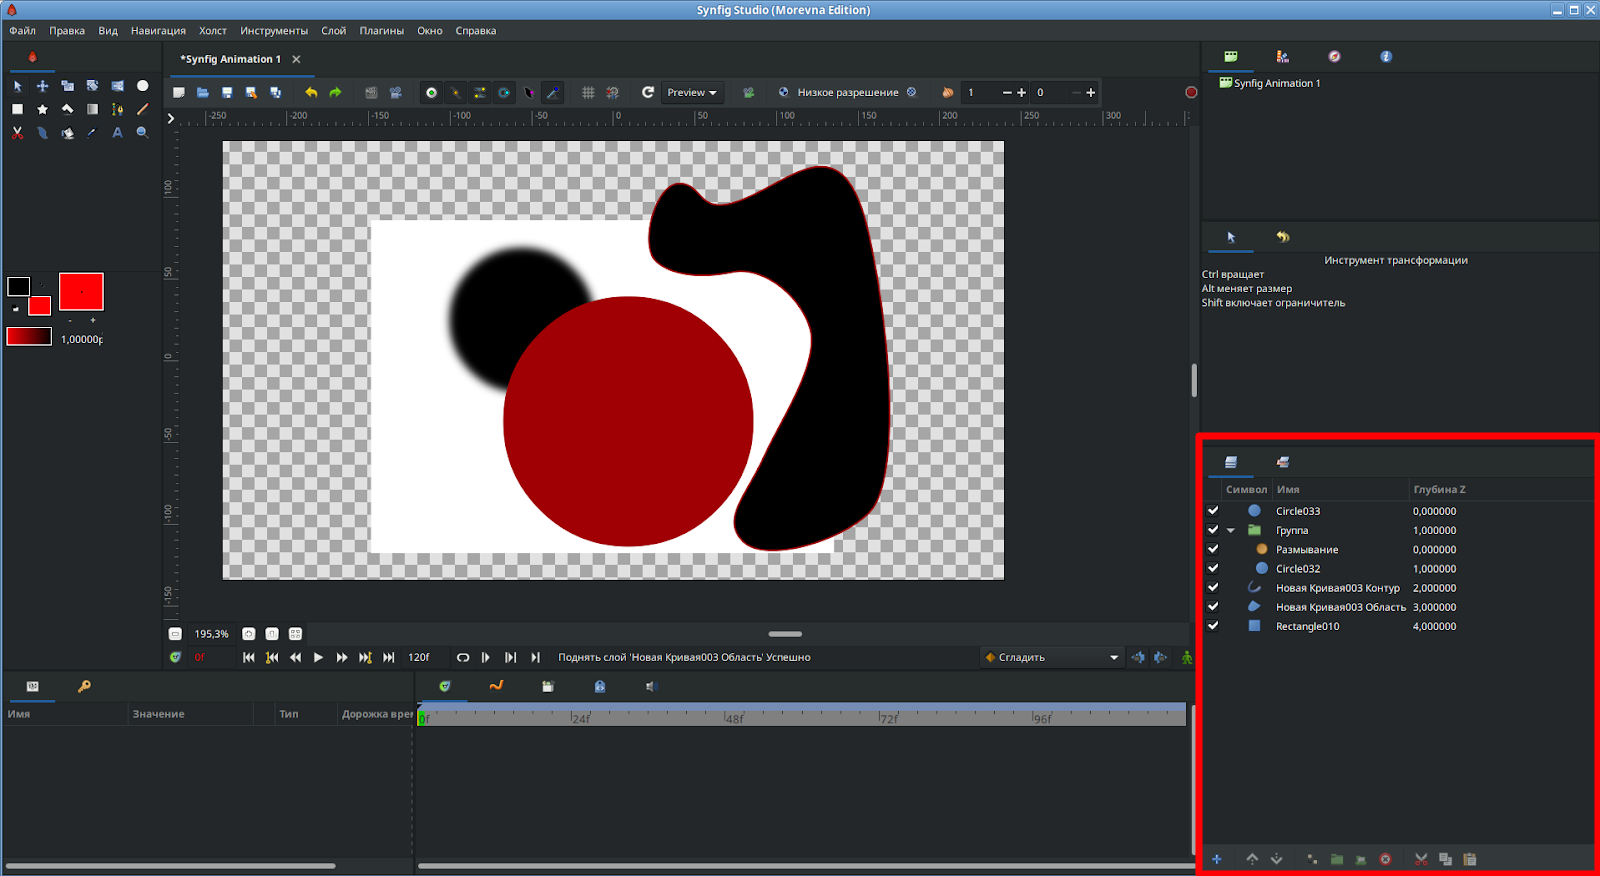 Synfig Studio (Morevna Edition)
Файл Правка Вид Навигация Холст Инструменты Слой Плагины Окно Справка
*Synfig Animation 1
Preview Низкое разрешение 1 0
-250 -200 -150 -100 -50 0 50 100 150 200 250 300
100
50
0
-50
-100
-150
1,00000p
- +
Synfig Animation 1
Инструмент трансформации
Ctrl вращает
Alt меняет размер
Shift включает ограничитель
Символ Имя Глубина Z
Circle033 0,000000
Группа 1,000000
Размывание 0,000000
Circle032 1,000000
Новая Кривая003 Контур 2,000000
Новая Кривая003 Область 3,000000
Rectangle010 4,000000
195,3%
0f 120f Поднять слой 'Новая Кривая003 Область' Успешно Сгладить
Имя Значение Тип Дорожка врем
0f 24f 48f 72f 96f